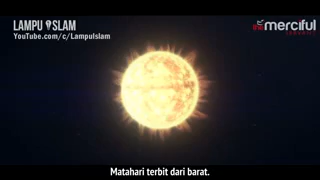 LAMPU ISLAM
YouTube.com/c/LampuIslam
merciful
Matahari terbit dari barat.